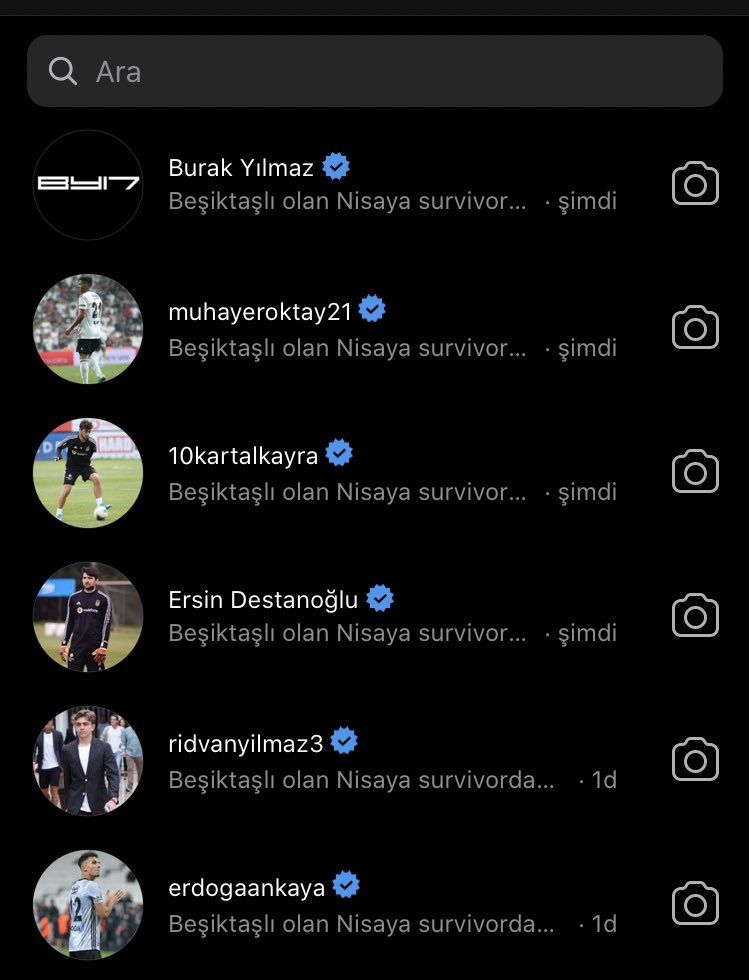 Ara
BY17
Burak Yılmaz
Beşiktaşlı olan Nisaya survivor... · şimdi
muhayeroktay21
Beşiktaşlı olan Nisaya survivor... · şimdi
10kartalkayra
Beşiktaşlı olan Nisaya survivor... · şimdi
Ersin Destanoğlu
Beşiktaşlı olan Nisaya survivor... · şimdi
ridvanyilmaz3
Beşiktaşlı olan Nisaya survivorda... · 1d
erdogaankaya
Beşiktaşlı olan Nisaya survivorda... · 1d